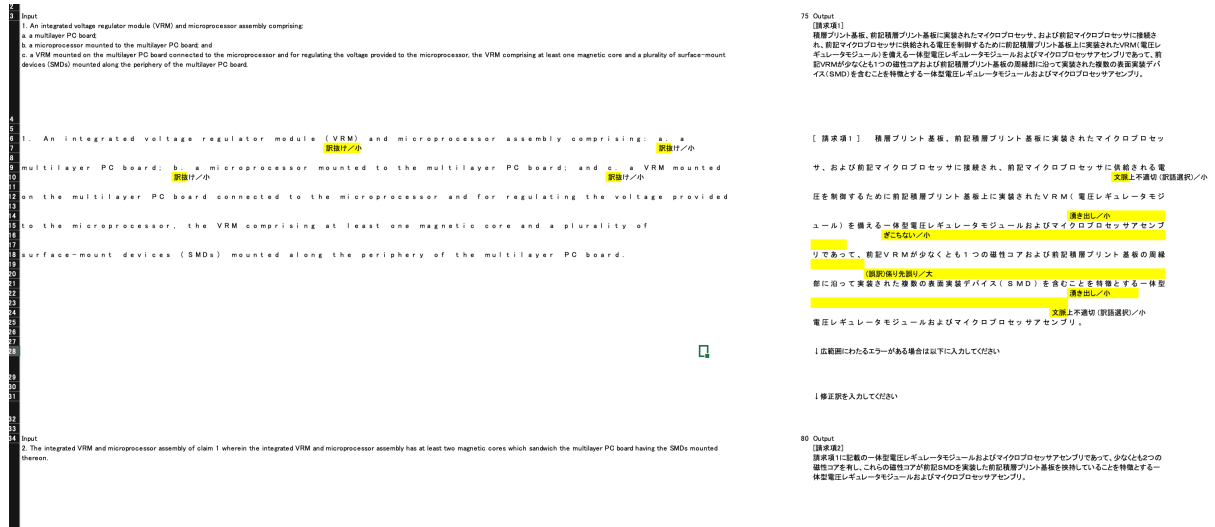 2
3 Input
1. An integrated voltage regulator module (VRM) and microprocessor assembly comprising:
a. a multilayer PC board;
b. a microprocessor mounted to the multilayer PC board; and
c. a VRM mounted on the multilayer PC board connected to the microprocessor and for regulating the voltage provided to the microprocessor, the VRM comprising at least one magnetic core and a plurality of surface-mount
devices (SMDs) mounted along the periphery of the multilayer PC board.
4
5
6 1. An integrated voltage regulator module (VRM) and microprocessor assembly comprising: a. a
7 訳抜け/小 訳抜け/小
8
9 multilayer PC board; b. a microprocessor mounted to the multilayer PC board; and c. a VRM mounted
10 訳抜け/小 訳抜け/小
11
12 on the multilayer PC board connected to the microprocessor and for regulating the voltage provided
13
14
15 to the microprocessor, the VRM comprising at least one magnetic core and a plurality of
16
17
18 surface-mount devices (SMDs) mounted along the periphery of the multilayer PC board.
19
20
21
22
23
24
25
26
27
28
29
30
31
32
33
34 Input
2. The integrated VRM and microprocessor assembly of claim 1 wherein the integrated VRM and microprocessor assembly has at least two magnetic cores which sandwich the multilayer PC board having the SMDs mounted
thereon.
75 Output
[請求項1]
積層プリント基板、前記積層プリント基板に実装されたマイクロプロセッサ、および前記マイクロプロセッサに接続さ
れ、前記マイクロプロセッサに供給される電圧を制御するために前記積層プリント基板上に実装されたVRM(電圧レ
ギュレータモジュール)を備える一体型電圧レギュレータモジュールおよびマイクロプロセッサアセンブリであって、前
記VRMが少なくとも1つの磁性コアおよび前記積層プリント基板の周縁部に沿って実装された複数の表面実装デバ
イス(SMD)を含むことを特徴とする一体型電圧レギュレータモジュールおよびマイクロプロセッサアセンブリ。
[請求項1] 積層プリント基板、前記積層プリント基板に実装されたマイクロプロセッ
サ、および前記マイクロプロセッサに接続され、前記マイクロプロセッサに供給される電
文脈上不適切(訳語選択)/小
圧を制御するために前記積層プリント基板上に実装されたVRM(電圧レギュレータモジ
湧き出し/小
ュール)を備える一体型電圧レギュレータモジュールおよびマイクロプロセッサアセンブ
ぎこちない/小
リであって、前記VRMが少なくとも1つの磁性コアおよび前記積層プリント基板の周縁
(誤訳)係り先誤り/大
部に沿って実装された複数の表面実装デバイス(SMD)を含むことを特徴とする一体型
湧き出し/小
文脈上不適切(訳語選択)/小
電圧レギュレータモジュールおよびマイクロプロセッサアセンブリ。
↓広範囲にわたるエラーがある場合は以下に入力してください
↓修正訳を入力してください
80 Output
[請求項2]
請求項1に記載の一体型電圧レギュレータモジュールおよびマイクロプロセッサアセンブリであって、少なくとも2つの
磁性コアを有し、これらの磁性コアが前記SMDを実装した前記積層プリント基板を挟持していることを特徴とする一
体型電圧レギュレータモジュールおよびマイクロプロセッサアセンブリ。